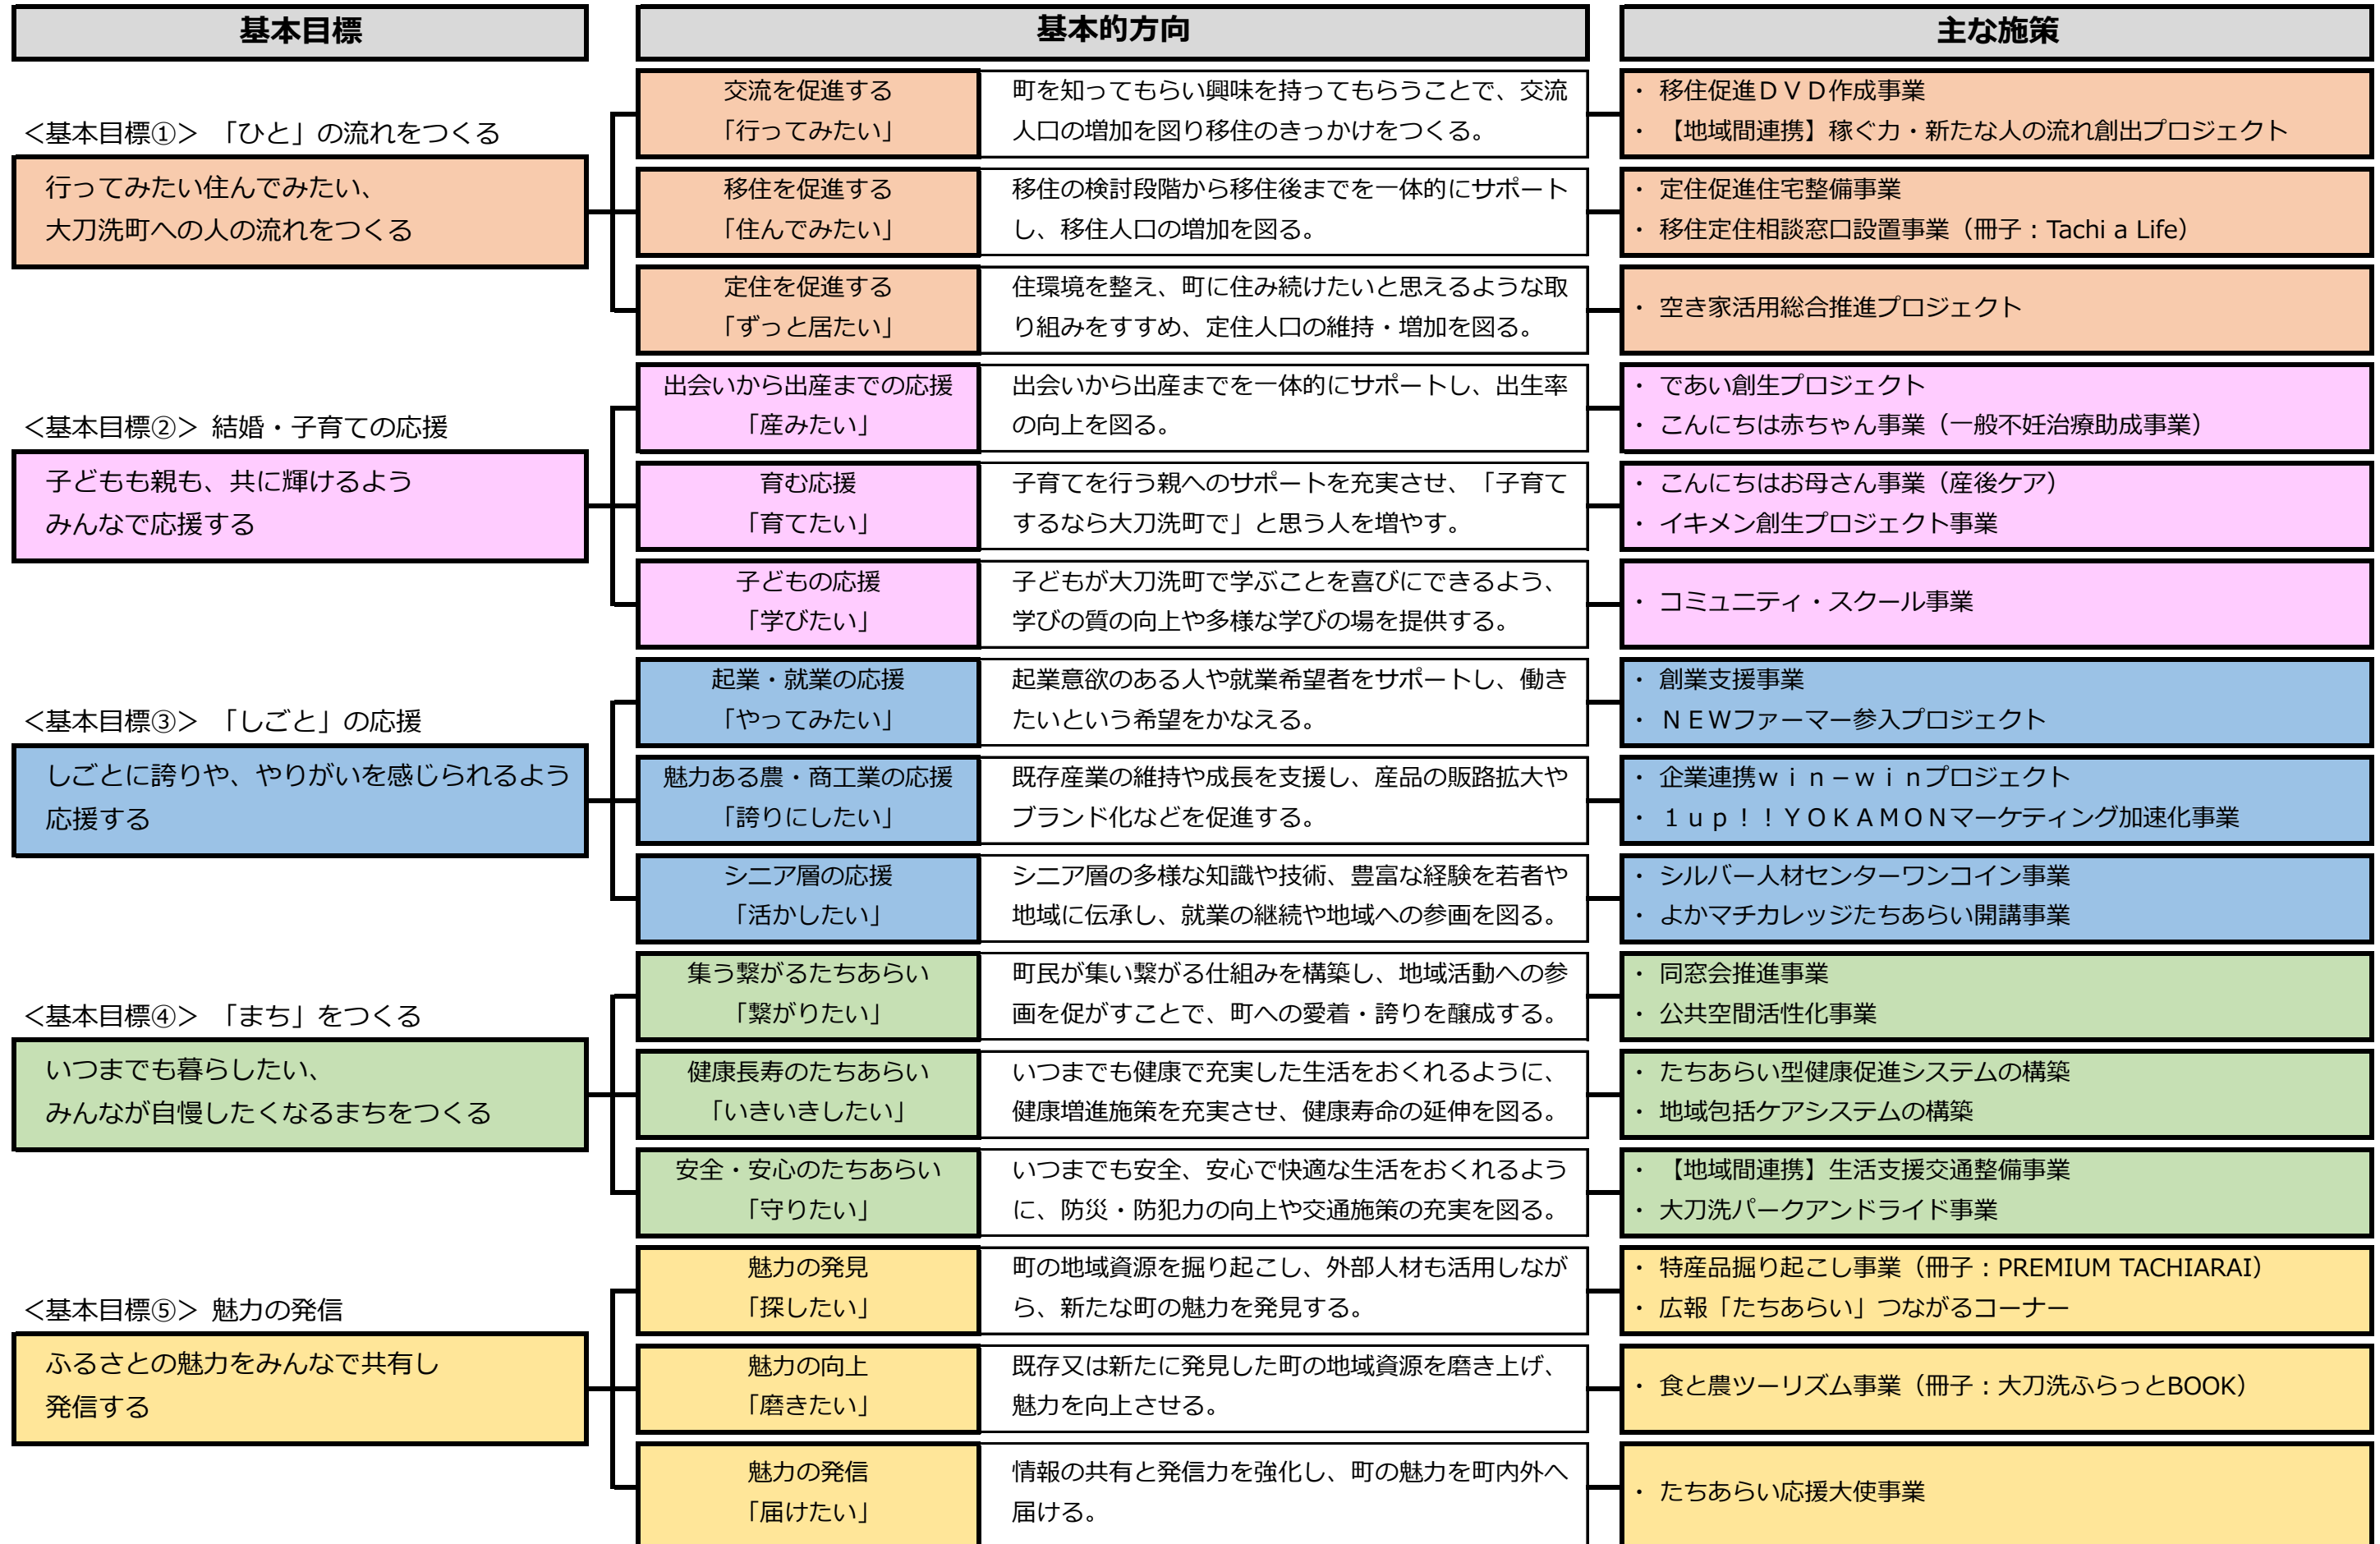 基本目標
基本的方向
主な施策
＜基本目標①＞ 「ひと」の流れをつくる
行ってみたい住んでみたい、
大刀洗町への人の流れをつくる
交流を促進する
「行ってみたい」
町を知ってもらい興味を持ってもらうことで、交流
人口の増加を図り移住のきっかけをつくる。
・ 移住促進ＤＶＤ作成事業
・ 【地域間連携】稼ぐ力・新たな人の流れ創出プロジェクト
移住を促進する
「住んでみたい」
移住の検討段階から移住後までを一体的にサポート
し、移住人口の増加を図る。
・ 定住促進住宅整備事業
・ 移住定住相談窓口設置事業（冊子：Tachi a Life）
定住を促進する
「ずっと居たい」
住環境を整え、町に住み続けたいと思えるような取
り組みをすすめ、定住人口の維持・増加を図る。
・ 空き家活用総合推進プロジェクト
＜基本目標②＞ 結婚・子育ての応援
子どもも親も、共に輝けるよう
みんなで応援する
出会いから出産までの応援
「産みたい」
出会いから出産までを一体的にサポートし、出生率
の向上を図る。
・ であい創生プロジェクト
・ こんにちは赤ちゃん事業（一般不妊治療助成事業）
育む応援
「育てたい」
子育てを行う親へのサポートを充実させ、「子育て
するなら大刀洗町で」と思う人を増やす。
・ こんにちはお母さん事業（産後ケア）
・ イキメン創生プロジェクト事業
子どもの応援
「学びたい」
子どもが大刀洗町で学ぶことを喜びにできるよう、
学びの質の向上や多様な学びの場を提供する。
・ コミュニティ・スクール事業
＜基本目標③＞ 「しごと」の応援
しごとに誇りや、やりがいを感じられるよう
応援する
起業・就業の応援
「やってみたい」
起業意欲のある人や就業希望者をサポートし、働き
たいという希望をかなえる。
・ 創業支援事業
・ ＮＥＷファーマー参入プロジェクト
魅力ある農・商工業の応援
「誇りにしたい」
既存産業の維持や成長を支援し、産品の販路拡大や
ブランド化などを促進する。
・ 企業連携ｗｉｎ−ｗｉｎプロジェクト
・ １ｕｐ！！ＹＯＫＡＭＯＮマーケティング加速化事業
シニア層の応援
「活かしたい」
シニア層の多様な知識や技術、豊富な経験を若者や
地域に伝承し、就業の継続や地域への参画を図る。
・ シルバー人材センターワンコイン事業
・ よかマチカレッジたちあらい開講事業
＜基本目標④＞ 「まち」をつくる
いつまでも暮らしたい、
みんなが自慢したくなるまちをつくる
集う繋がるたちあらい
「繋がりたい」
町民が集い繋がる仕組みを構築し、地域活動への参
画を促がすことで、町への愛着・誇りを醸成する。
・ 同窓会推進事業
・ 公共空間活性化事業
健康長寿のたちあらい
「いきいきしたい」
いつまでも健康で充実した生活をおくれるように、
健康増進施策を充実させ、健康寿命の延伸を図る。
・ たちあらい型健康促進システムの構築
・ 地域包括ケアシステムの構築
安全・安心のたちあらい
「守りたい」
いつまでも安全、安心で快適な生活をおくれるよう
に、防災・防犯力の向上や交通施策の充実を図る。
・ 【地域間連携】生活支援交通整備事業
・ 大刀洗パークアンドライド事業
＜基本目標⑤＞ 魅力の発信
ふるさとの魅力をみんなで共有し
発信する
魅力の発見
「探したい」
町の地域資源を掘り起こし、外部人材も活用しなが
ら、新たな町の魅力を発見する。
・ 特産品掘り起こし事業（冊子：PREMIUM TACHIARAI）
・ 広報「たちあらい」つながるコーナー
魅力の向上
「磨きたい」
既存又は新たに発見した町の地域資源を磨き上げ、
魅力を向上させる。
・ 食と農ツーリズム事業（冊子：大刀洗ふらっとBOOK）
魅力の発信
「届けたい」
情報の共有と発信力を強化し、町の魅力を町内外へ
届ける。
・ たちあらい応援大使事業